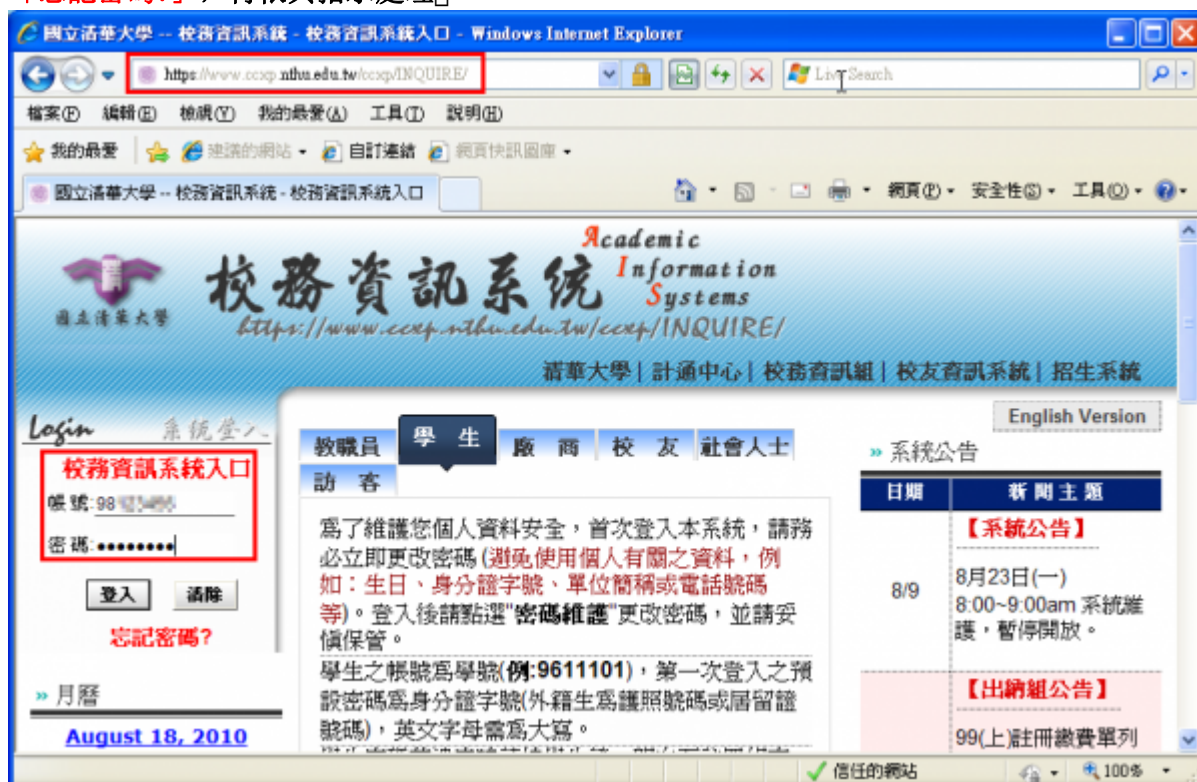 「忘記密碼?」，將依其指示處理。
國立清華大學 -- 校務資訊系統 - 校務資訊系統入口 - Windows Internet Explorer
https://www.ccxp.nthu.edu.tw/ccxp/INQUIRE/
Live Search
檔案(F) 編輯(E) 檢視(V) 我的最愛(A) 工具(T) 說明(H)
我的最愛 建議的網站 自訂連結 網頁快訊圖庫
國立清華大學 -- 校務資訊系統 - 校務資訊系統入口
網頁(P) 安全性(S) 工具(O)
Academic
Information
Systems
校務資訊系統
國立清華大學
https://www.ccxp.nthu.edu.tw/ccxp/INQUIRE/
清華大學 | 計通中心 | 校務資訊組 | 校友資訊系統 | 招生系統
Login 系統登入
校務資訊系統入口
帳號:98
密碼:••••••••
登入 清除
忘記密碼?
» 月曆
August 18, 2010
教職員 學生 廠商 校友 社會人士
訪客
為了維護您個人資料安全，首次登入本系統，請務
必立即更改密碼(避免使用個人有關之資料，例
如：生日、身分證字號、單位簡稱或電話號碼
等)。登入後請點選"密碼維護"更改密碼，並請妥
慎保管。
學生之帳號為學號(例:9611101)，第一次登入之預
設密碼為身分證字號(外籍生為護照號碼或居留證
號碼)，英文字母需為大寫。
English Version
» 系統公告
日期 新聞主題
【系統公告】
8/9
8月23日(一)
8:00~9:00am 系統維
護，暫停開放。
【出納組公告】
99(上)註冊繳費單列
信任的網站
100%